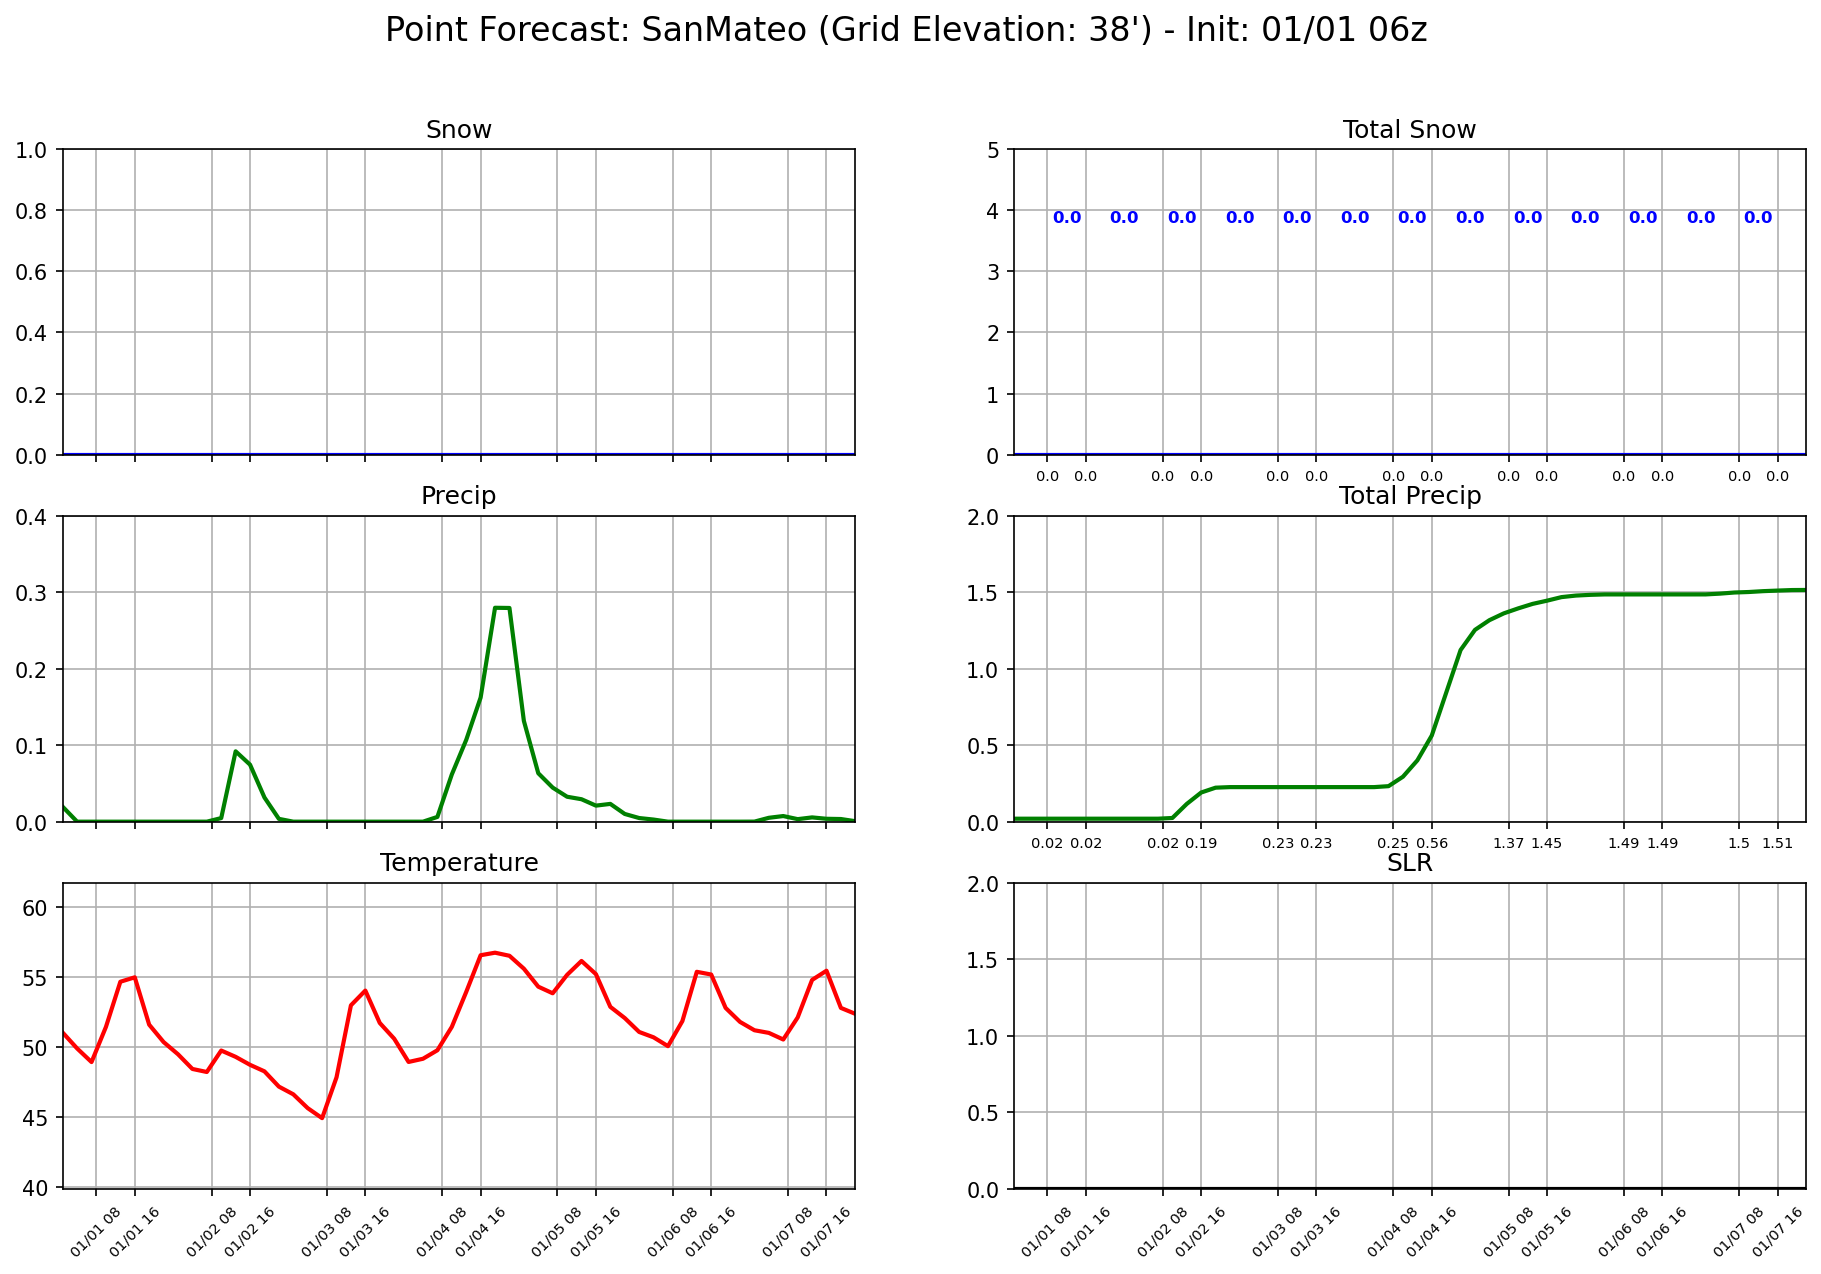 Point Forecast: SanMateo (Grid Elevation: 38') - Init: 01/01 06z
Snow
1.0
0.8
0.6
0.4
0.2
0.0
Total Snow
5
4
3
2
1
0
0.0 0.0 0.0 0.0 0.0 0.0 0.0 0.0 0.0 0.0 0.0 0.0 0.0
0.0 0.0 0.0 0.0 0.0 0.0 0.0 0.0 0.0 0.0 0.0 0.0 0.0 0.0
Precip
0.4
0.3
0.2
0.1
0.0
Total Precip
2.0
1.5
1.0
0.5
0.0
0.02 0.02 0.02 0.19 0.23 0.23 0.25 0.56 1.37 1.45 1.49 1.49 1.5 1.51
Temperature
60
55
50
45
40
01/01 08 01/01 16 01/02 08 01/02 16 01/03 08 01/03 16 01/04 08 01/04 16 01/05 08 01/05 16 01/06 08 01/06 16 01/07 08 01/07 16
SLR
2.0
1.5
1.0
0.5
0.0
01/01 08 01/01 16 01/02 08 01/02 16 01/03 08 01/03 16 01/04 08 01/04 16 01/05 08 01/05 16 01/06 08 01/06 16 01/07 08 01/07 16